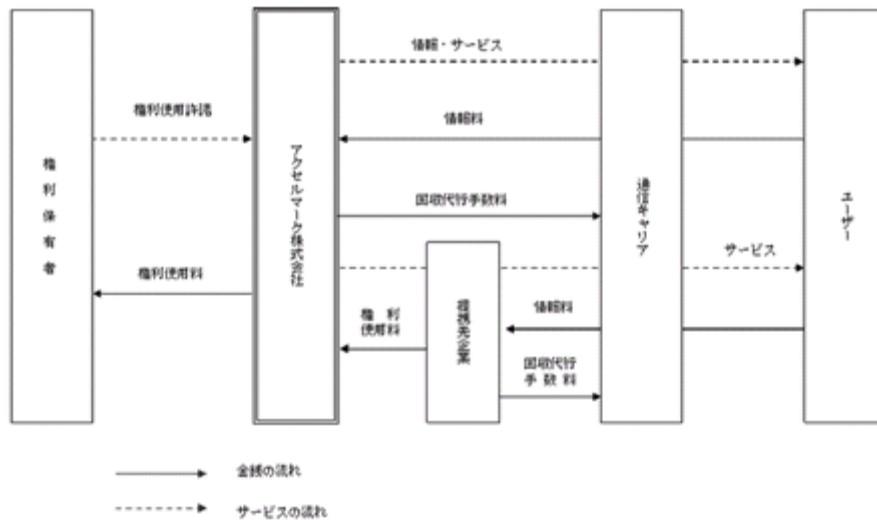 情報・サービス
権利使用許諾
情報料
回収代行手数料
サービス
権利使用料
情報料
権利
使用料
回収代行
手数料
権利保有者
アクセルマーク株式会社
提携先企業
通信キャリア
ユーザー
金銭の流れ
サービスの流れ